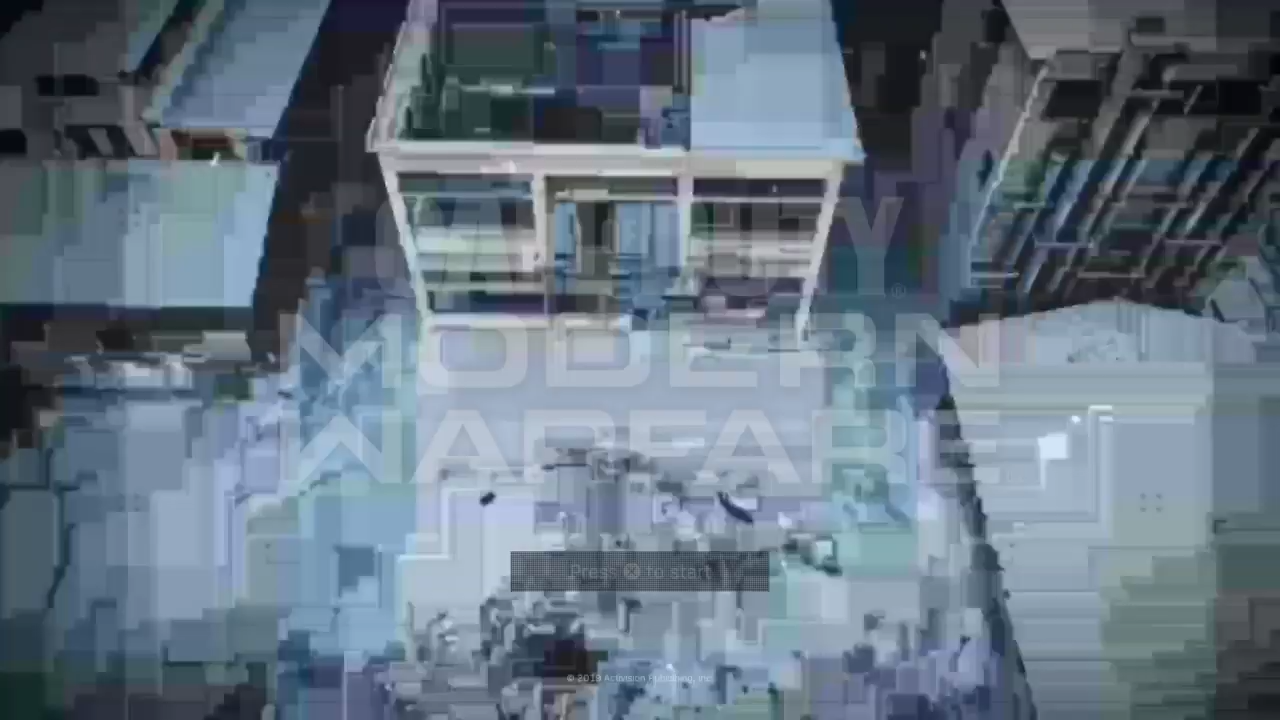 CALL OF DUTY®
MODERN
WARFARE
Press ⓧ to start
© 2019 Activision Publishing, Inc.